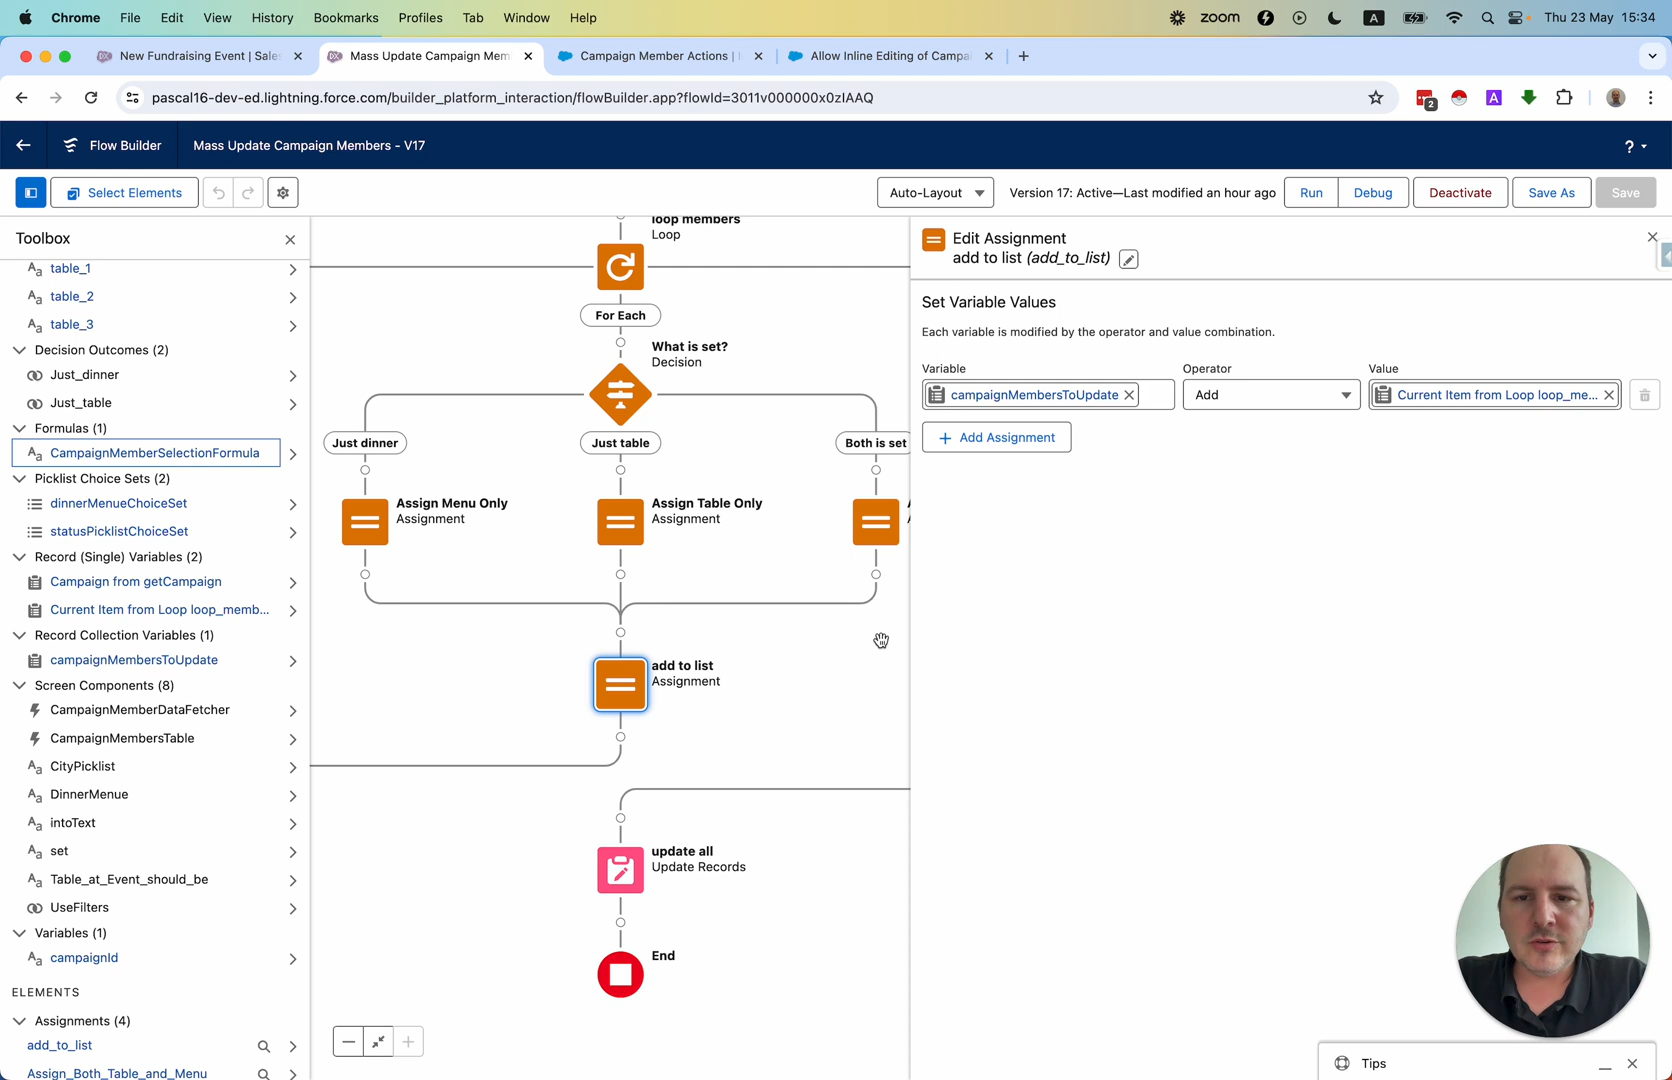 Chrome File Edit View History Bookmarks Profiles Tab Window Help
zoom A Thu 23 May 15:34
New Fundraising Event | Sales
Mass Update Campaign Mem
Campaign Member Actions |
Allow Inline Editing of Campai
pascal16-dev-ed.lightning.force.com/builder_platform_interaction/flowBuilder.app?flowId=3011v000000x0zIAAQ
2
A
Flow Builder
Mass Update Campaign Members - V17
?
Select Elements
Auto-Layout
Version 17: Active—Last modified an hour ago
Run
Debug
Deactivate
Save As
Save
Toolbox
table_1
table_2
table_3
Decision Outcomes (2)
Just_dinner
Just_table
Formulas (1)
CampaignMemberSelectionFormula
Picklist Choice Sets (2)
dinnerMenueChoiceSet
statusPicklistChoiceSet
Record (Single) Variables (2)
Campaign from getCampaign
Current Item from Loop loop_memb...
Record Collection Variables (1)
campaignMembersToUpdate
Screen Components (8)
CampaignMemberDataFetcher
CampaignMembersTable
CityPicklist
DinnerMenue
intoText
set
Table_at_Event_should_be
UseFilters
Variables (1)
campaignId
ELEMENTS
Assignments (4)
add_to_list
Assign_Both_Table_and_Menu
loop members
Loop
For Each
What is set?
Decision
Just dinner
Just table
Both is set
Assign Menu Only
Assignment
Assign Table Only
Assignment
add to list
Assignment
update all
Update Records
End
Edit Assignment
add to list (add_to_list)
Set Variable Values
Each variable is modified by the operator and value combination.
Variable
Operator
Value
campaignMembersToUpdate
Add
Current Item from Loop loop_me...
Add Assignment
Tips